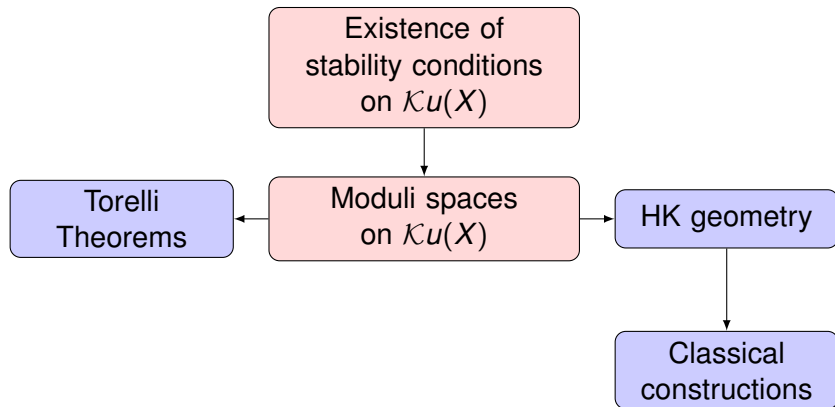 Existence of
stability conditions
on 𝒦u(X)
Torelli
Theorems
Moduli spaces
on 𝒦u(X)
HK geometry
Classical
constructions